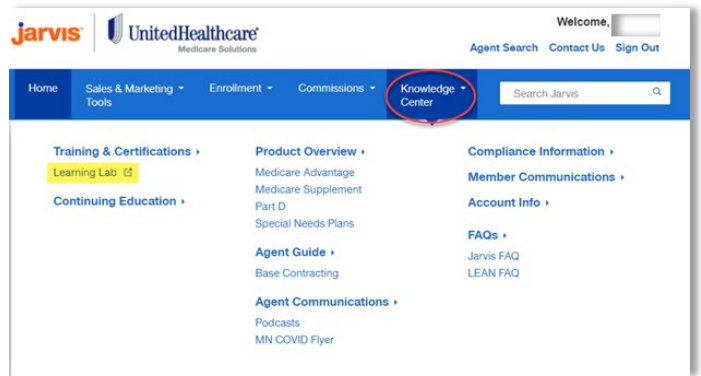 jarvis
UnitedHealthcare®
Medicare Solutions
Welcome,
Agent Search Contact Us Sign Out
Home
Sales & Marketing
Tools
Enrollment
Commissions
Knowledge
Center
Search Jarvis
Training & Certifications
Learning Lab
Continuing Education
Product Overview
Medicare Advantage
Medicare Supplement
Part D
Special Needs Plans
Agent Guide
Base Contracting
Agent Communications
Podcasts
MN COVID Flyer
Compliance Information
Member Communications
Account Info
FAQs
Jarvis FAQ
LEAN FAQ